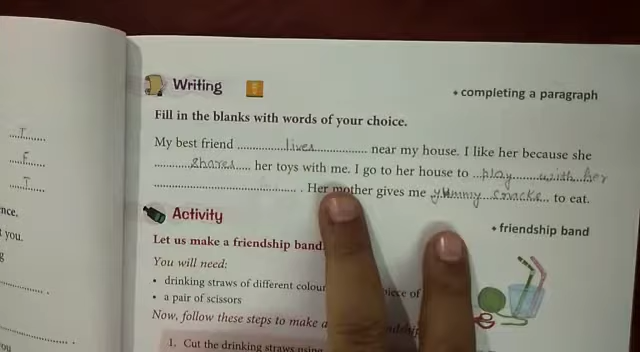 Writing
• completing a paragraph
Fill in the blanks with words of your choice.
My best friend ..........lives.......... near my house. I like her because she
..........shares..... her toys with me. I go to her house to ...play........with her
........................................ . Her mother gives me yummy snacks... to eat.
Activity
• friendship band
Let us make a friendship band
You will need:
• drinking straws of different colour
piece of
• a pair of scissors
Now, follow these steps to make a
1. Cut the drinking straws using
....T......
....F......
....T......
nce.
you.